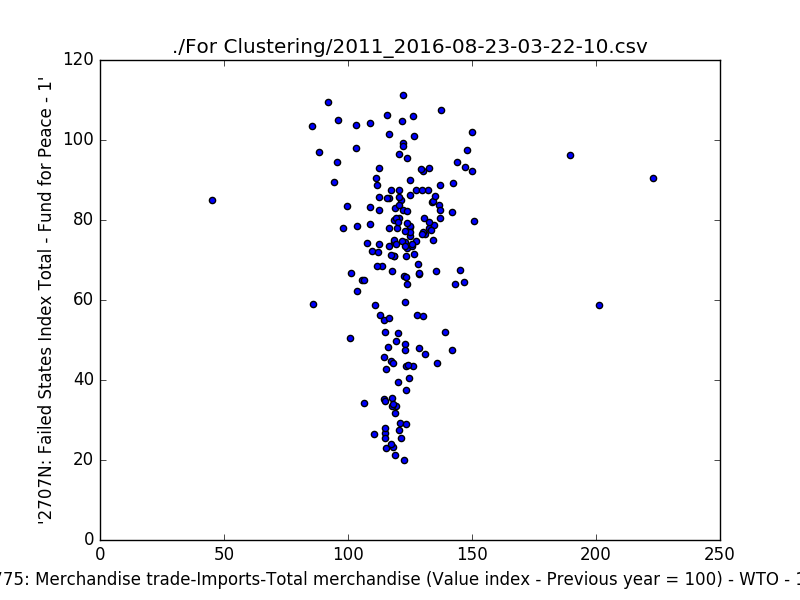 ./For Clustering/2011_2016-08-23-03-22-10.csv
'2707N: Failed States Index Total - Fund for Peace - 1'
120
100
80
60
40
20
0
0 50 100 150 200 250
75: Merchandise trade-Imports-Total merchandise (Value index - Previous year = 100) - WTO -